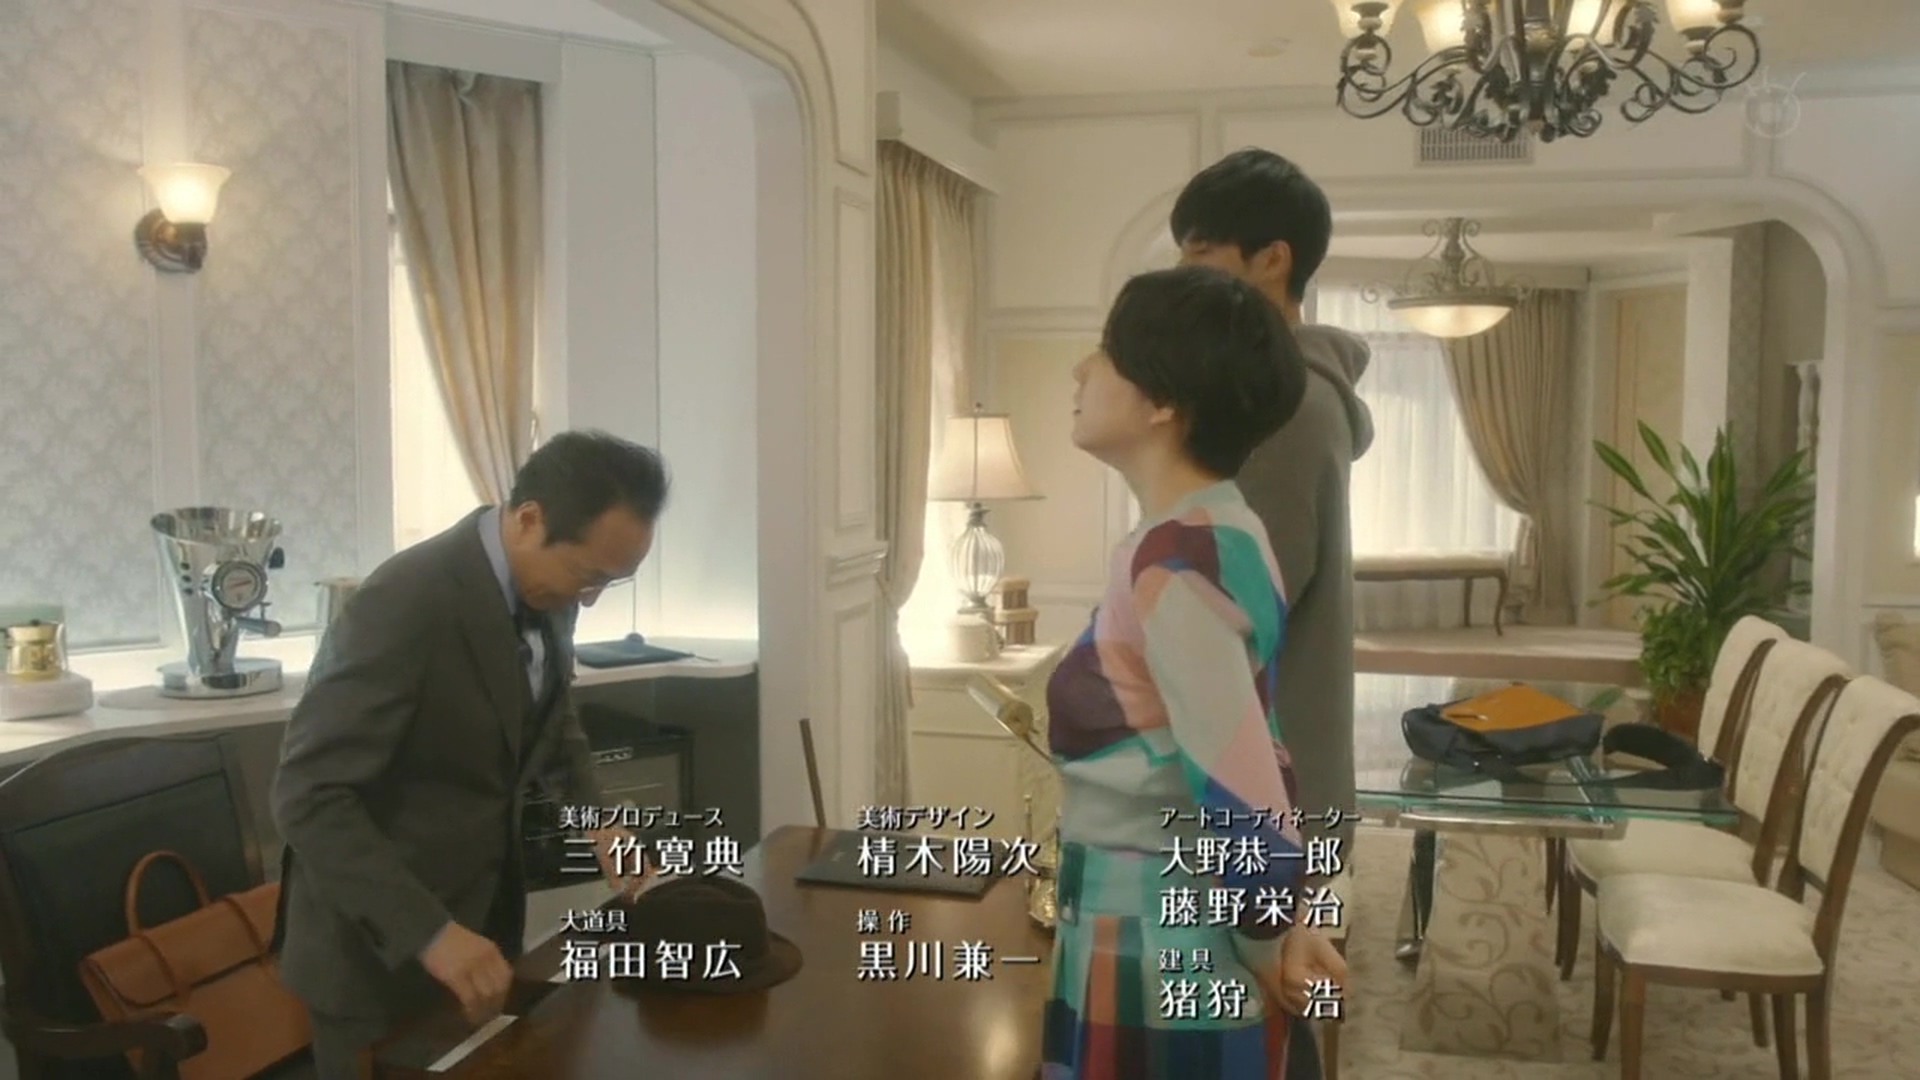 美術プロデュース
三竹寛典
大道具
福田智広
美術デザイン
精木陽次
操作
黒川兼一
アートコーディネーター
大野恭一郎
藤野栄治
建具
猪狩 浩